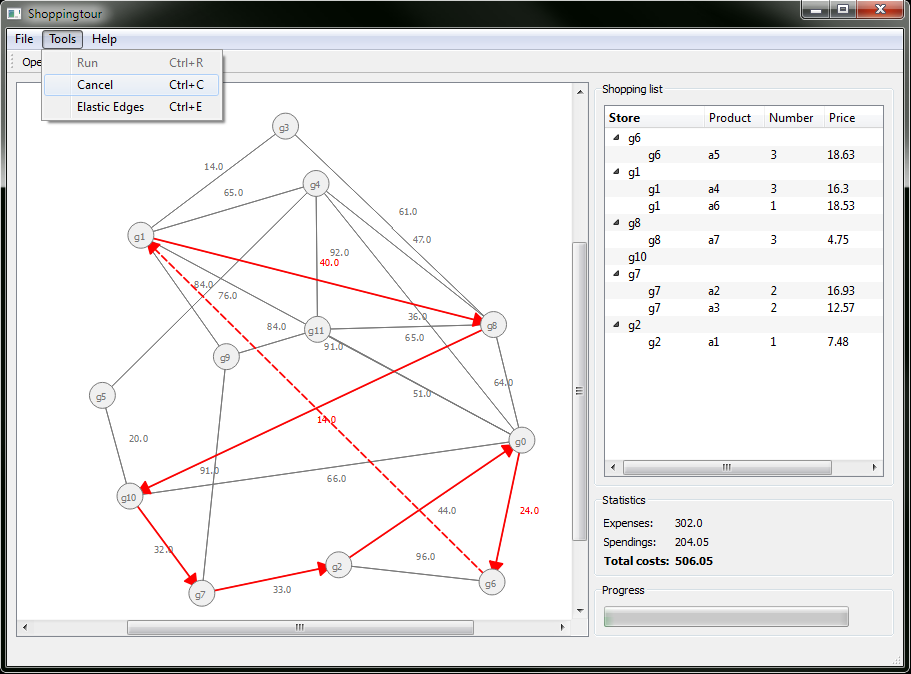 Shoppingtour
File Tools Help
Ope
Run Ctrl+R
Cancel Ctrl+C
Elastic Edges Ctrl+E
g3
14.0
g4
65.0
61.0
g1
47.0
92.0
40.0
84.0
76.0
36.0
84.0
g11
g8
65.0
91.0
g9
64.0
g5
51.0
14.0
20.0
g0
91.0
66.0
g10
44.0
24.0
32.0
96.0
g2
33.0
g6
g7
Shopping list
Store Product Number Price
g6
g6 a5 3 18.63
g1
g1 a4 3 16.3
g1 a6 1 18.53
g8
g8 a7 3 4.75
g10
g7
g7 a2 2 16.93
g7 a3 2 12.57
g2
g2 a1 1 7.48
Statistics
Expenses: 302.0
Spendings: 204.05
Total costs: 506.05
Progress